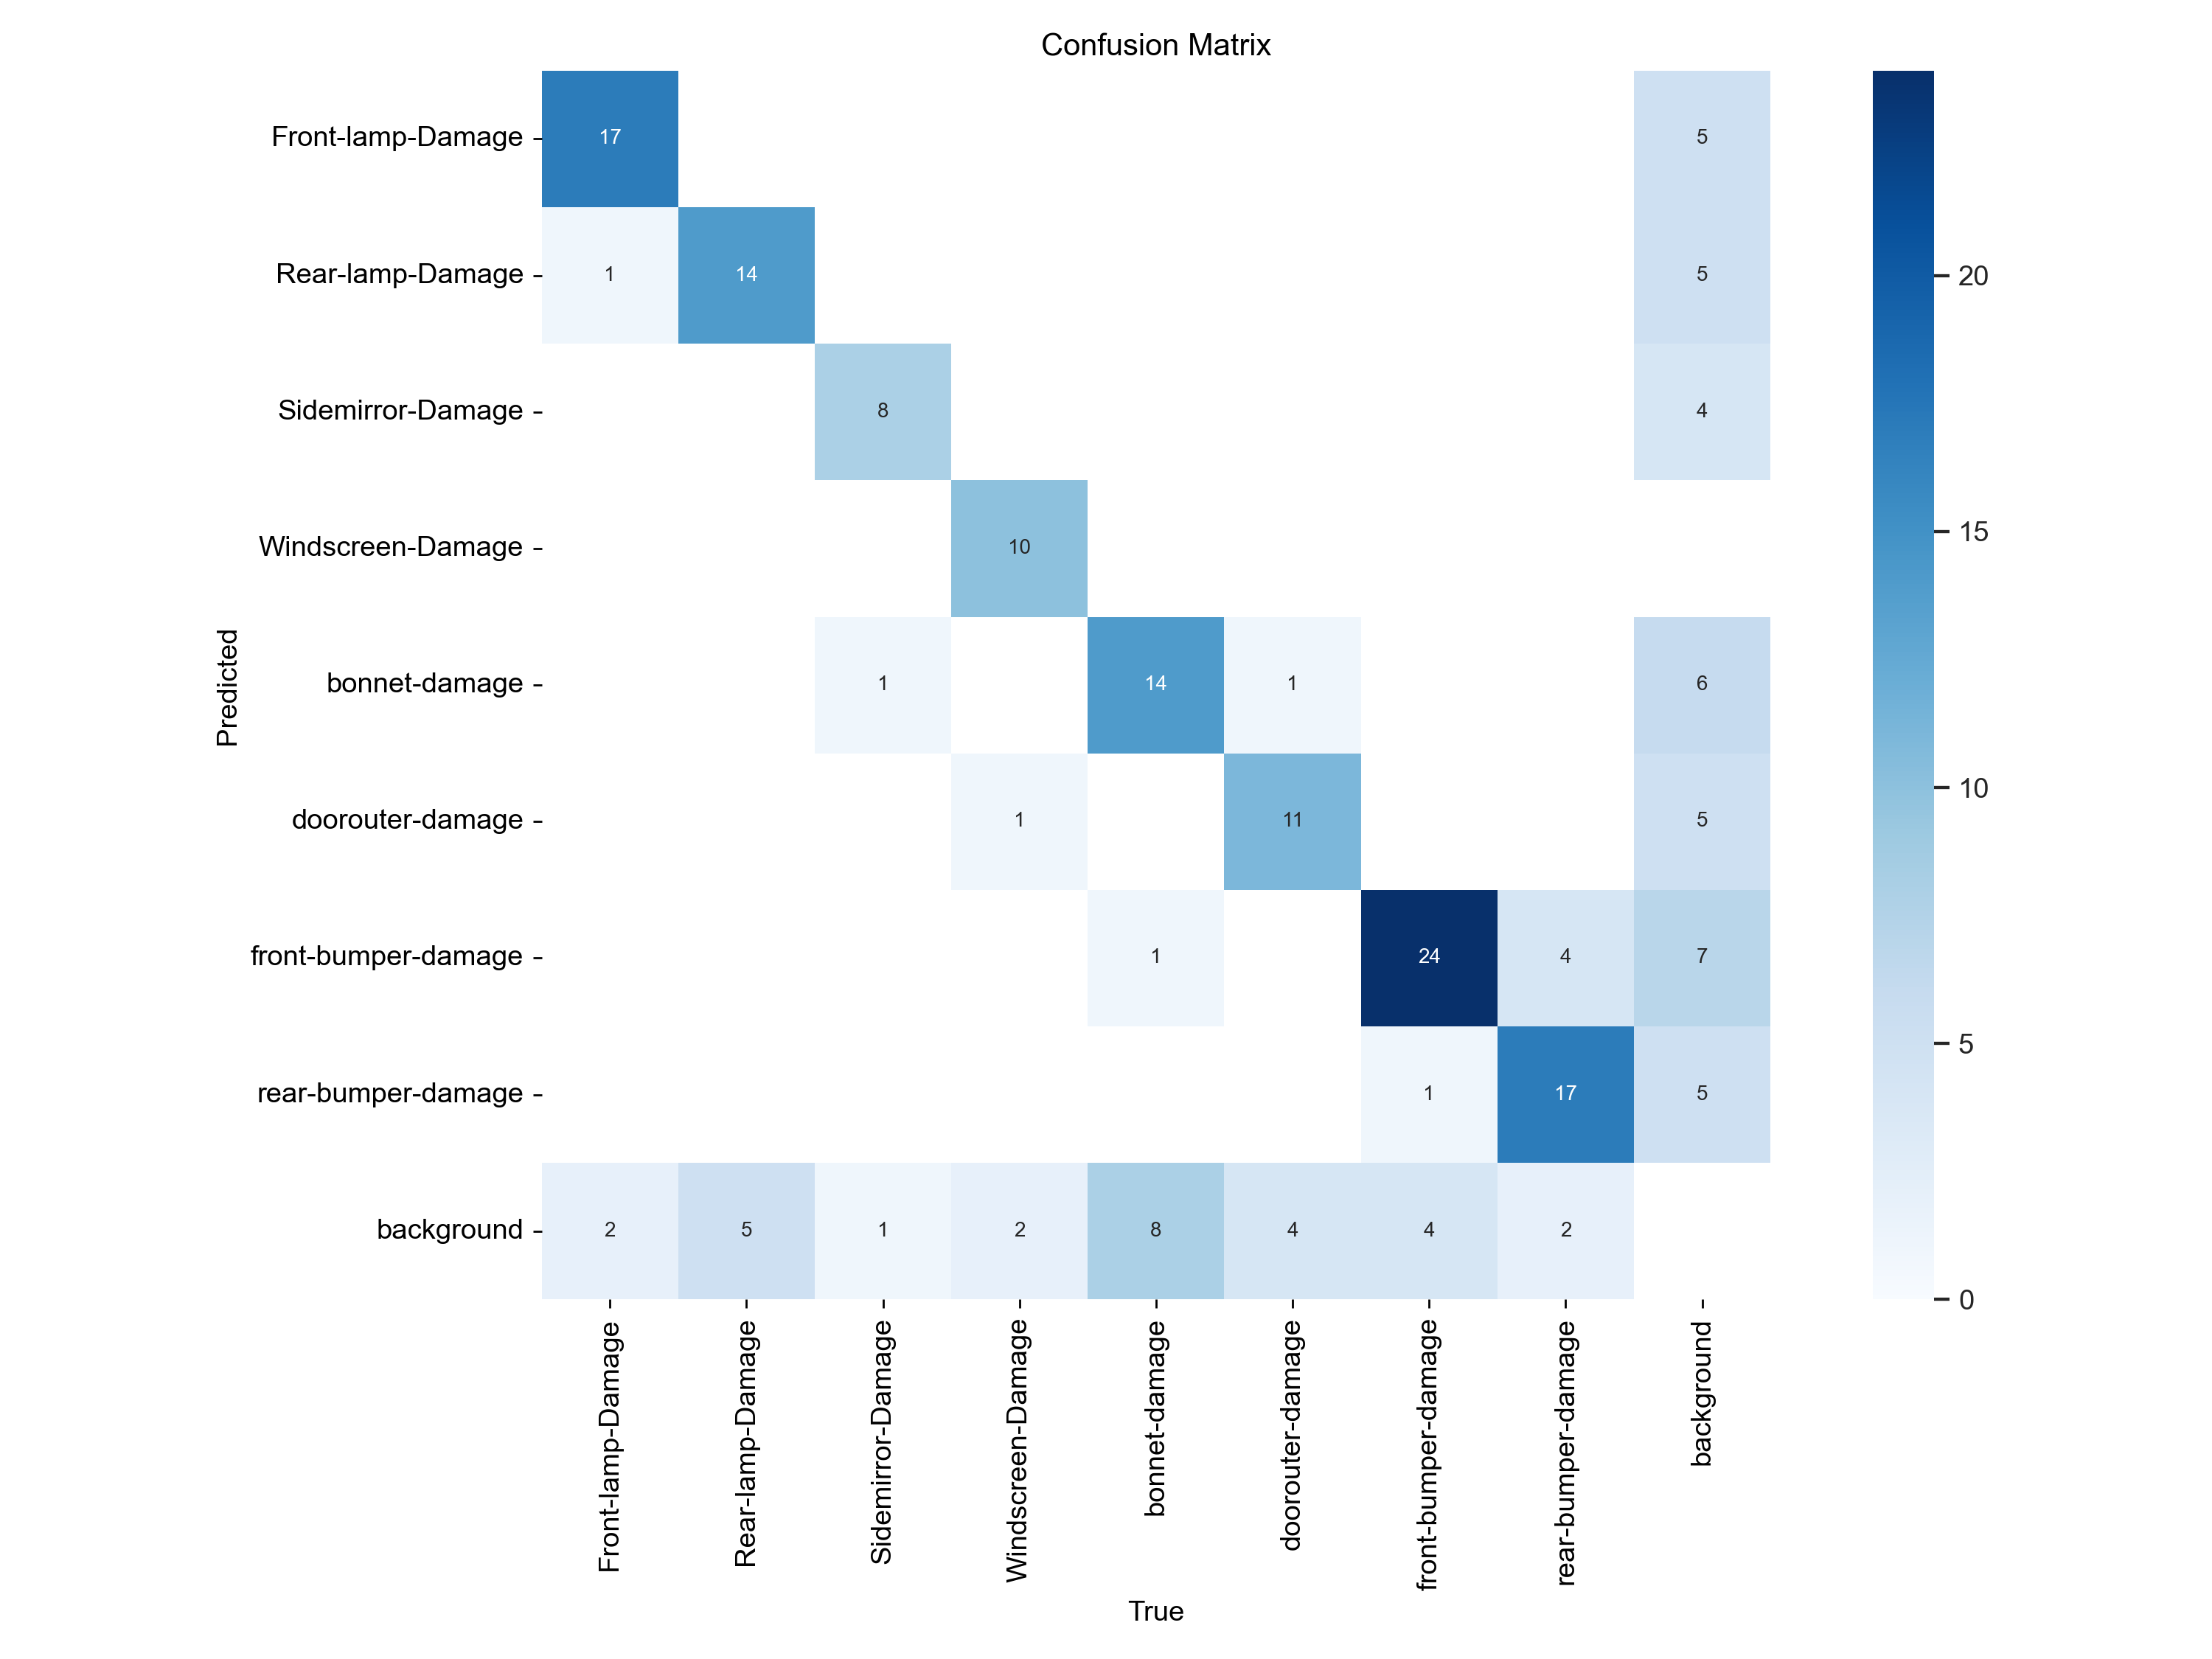 Confusion Matrix
Front-lamp-Damage 17 5
Rear-lamp-Damage 1 14 5
Sidemirror-Damage 8 4
Windscreen-Damage 10
bonnet-damage 1 14 1 6
doorouter-damage 1 11 5
front-bumper-damage 1 24 4 7
rear-bumper-damage 1 17 5
background 2 5 1 2 8 4 4 2
Predicted
Front-lamp-Damage
Rear-lamp-Damage
Sidemirror-Damage
Windscreen-Damage
bonnet-damage
doorouter-damage
front-bumper-damage
rear-bumper-damage
background
True
20
15
10
5
0